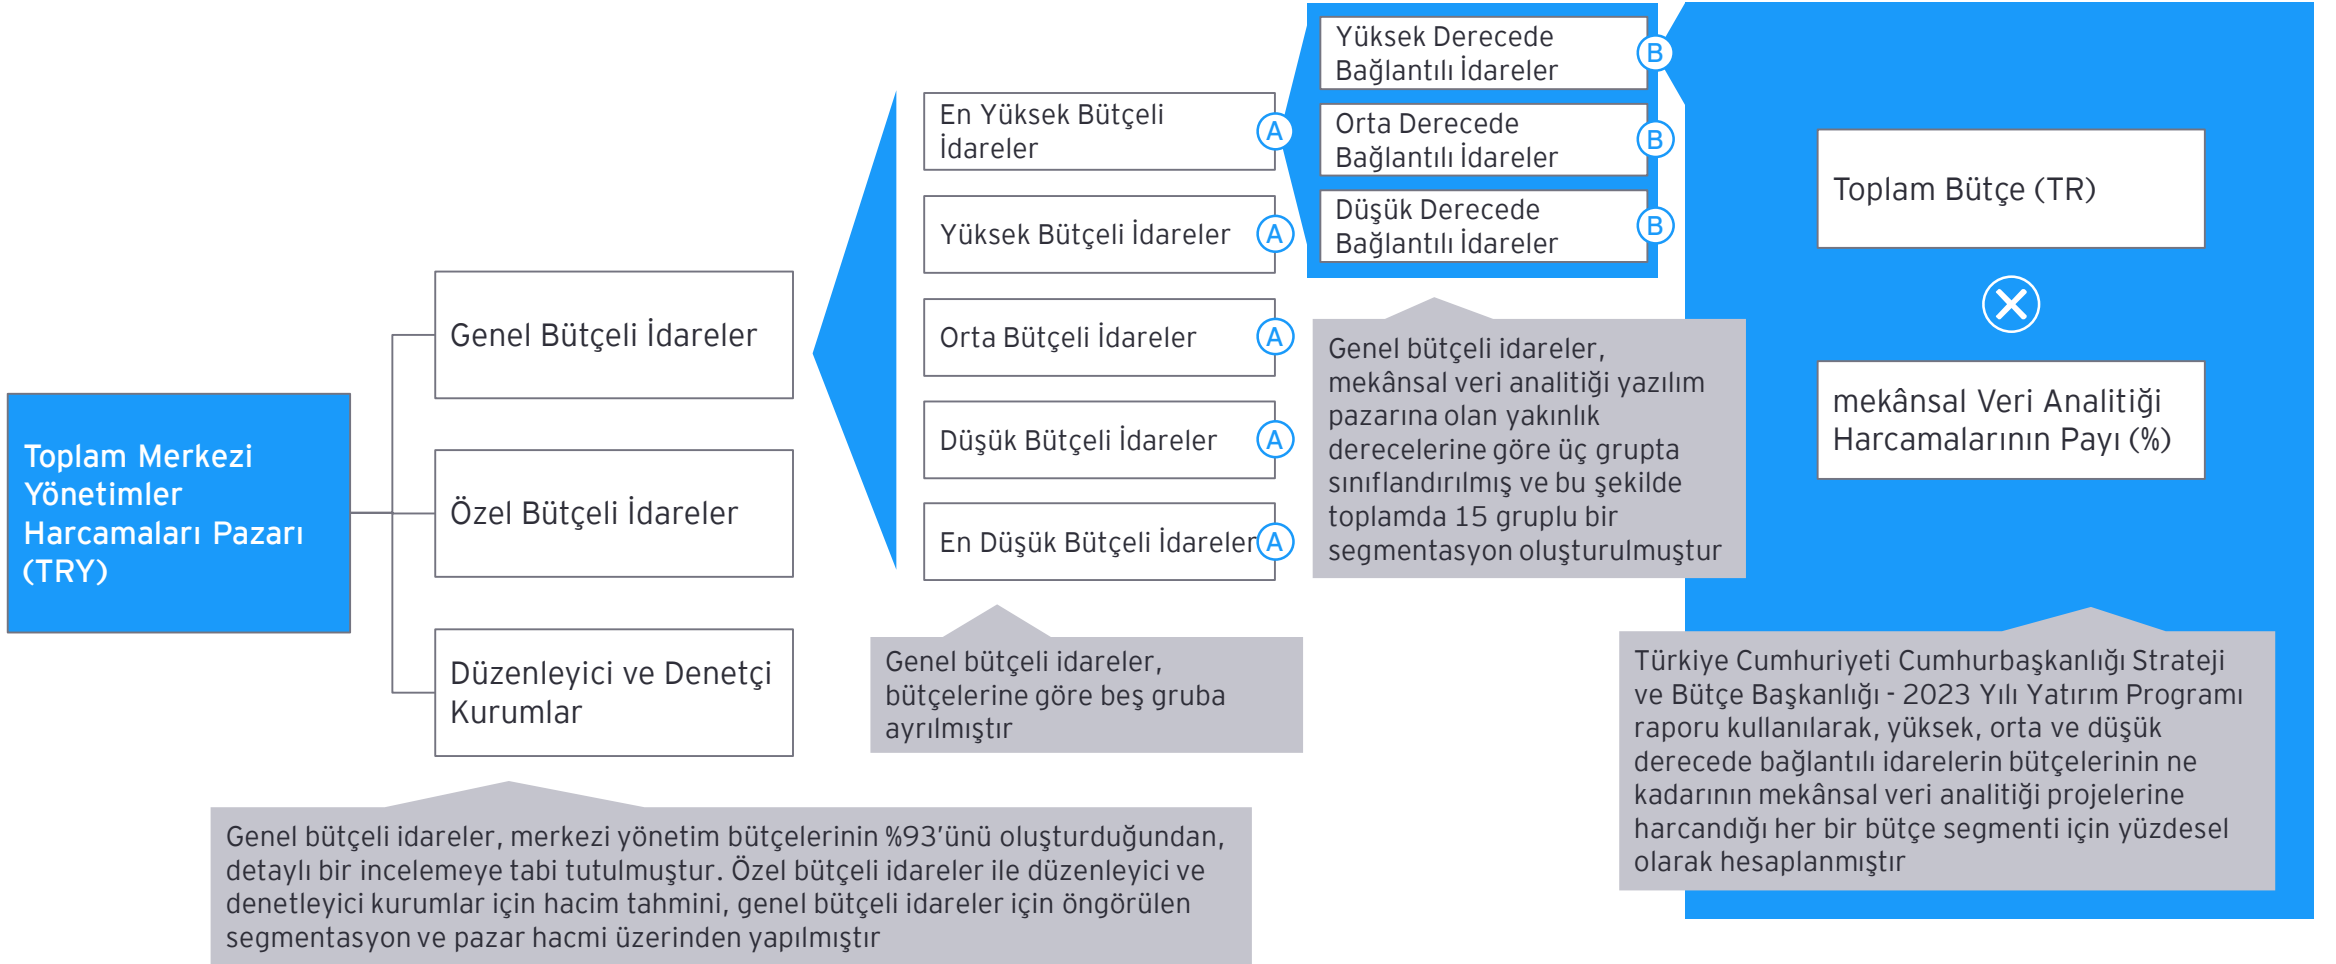 Toplam Merkezi
Yönetimler
Harcamaları Pazarı
(TRY)
Genel Bütçeli İdareler
Özel Bütçeli İdareler
Düzenleyici ve Denetçi
Kurumlar
Genel bütçeli idareler, merkezi yönetim bütçelerinin %93’ünü oluşturduğundan,
detaylı bir incelemeye tabi tutulmuştur. Özel bütçeli idareler ile düzenleyici ve
denetleyici kurumlar için hacim tahmini, genel bütçeli idareler için öngörülen
segmentasyon ve pazar hacmi üzerinden yapılmıştır
En Yüksek Bütçeli
İdareler
A
Yüksek Bütçeli İdareler
A
Orta Bütçeli İdareler
A
Düşük Bütçeli İdareler
A
En Düşük Bütçeli İdareler
A
Genel bütçeli idareler,
bütçelerine göre beş gruba
ayrılmıştır
Yüksek Derecede
Bağlantılı İdareler
B
Orta Derecede
Bağlantılı İdareler
B
Düşük Derecede
Bağlantılı İdareler
B
Genel bütçeli idareler,
mekânsal veri analitiği yazılım
pazarına olan yakınlık
derecelerine göre üç grupta
sınıflandırılmış ve bu şekilde
toplamda 15 gruplu bir
segmentasyon oluşturulmuştur
Toplam Bütçe (TR)
mekânsal Veri Analitiği
Harcamalarının Payı (%)
Türkiye Cumhuriyeti Cumhurbaşkanlığı Strateji
ve Bütçe Başkanlığı - 2023 Yılı Yatırım Programı
raporu kullanılarak, yüksek, orta ve düşük
derecede bağlantılı idarelerin bütçelerinin ne
kadarının mekânsal veri analitiği projelerine
harcandığı her bir bütçe segmenti için yüzdesel
olarak hesaplanmıştır